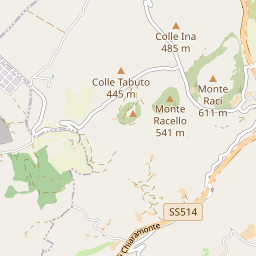 Colle Ina
485 m
Colle Tabuto
445 m
Monte
Raci
611 m
Monte
Racello
541 m
SS514
Chiaramonte